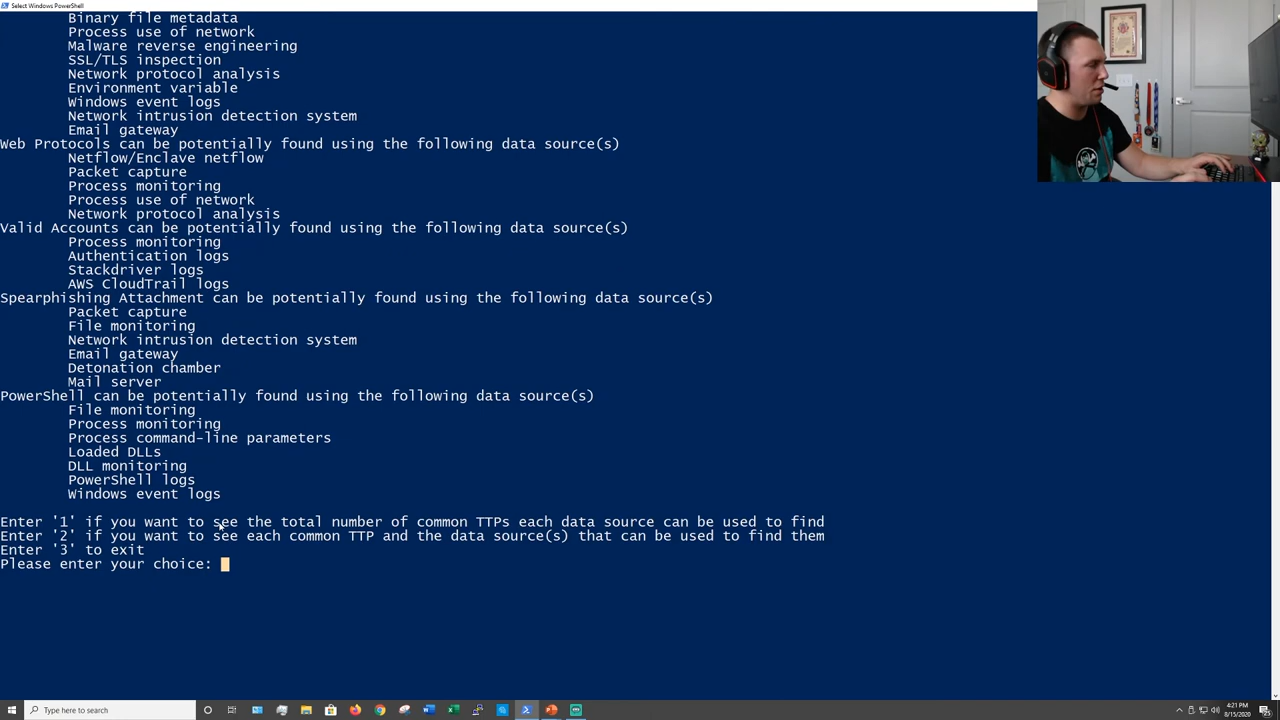 Select Windows PowerShell
Binary file metadata
Process use of network
Malware reverse engineering
SSL/TLS inspection
Network protocol analysis
Environment variable
Windows event logs
Network intrusion detection system
Email gateway
Web Protocols can be potentially found using the following data source(s)
Netflow/Enclave netflow
Packet capture
Process monitoring
Process use of network
Network protocol analysis
Valid Accounts can be potentially found using the following data source(s)
Process monitoring
Authentication logs
Stackdriver logs
AWS CloudTrail logs
Spearphishing Attachment can be potentially found using the following data source(s)
Packet capture
File monitoring
Network intrusion detection system
Email gateway
Detonation chamber
Mail server
PowerShell can be potentially found using the following data source(s)
File monitoring
Process monitoring
Process command-line parameters
Loaded DLLs
DLL monitoring
PowerShell logs
Windows event logs
Enter '1' if you want to see the total number of common TTPs each data source can be used to find
Enter '2' if you want to see each common TTP and the data source(s) that can be used to find them
Enter '3' to exit
Please enter your choice:
Type here to search
4:21 PM
8/15/2020